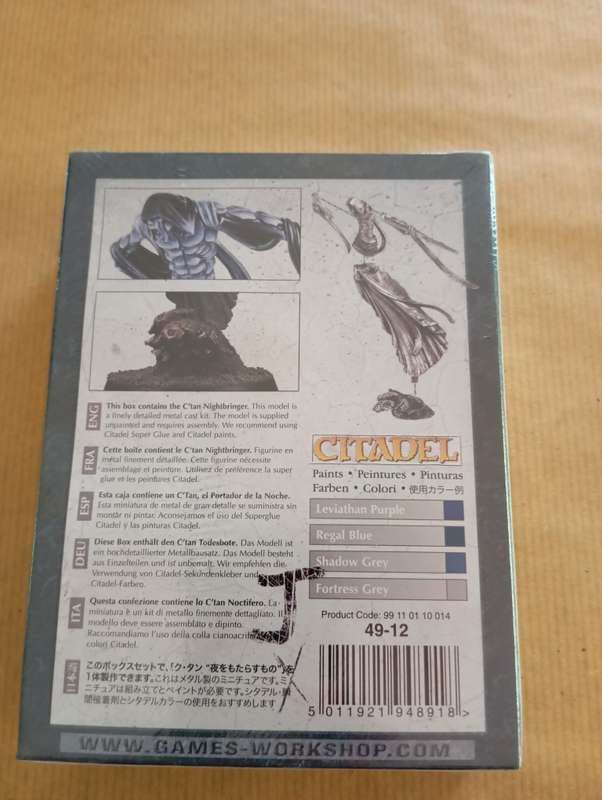 ENG
This box contains the C'tan Nightbringer. This model is
a finely detailed metal cast kit. The model is supplied
unpainted and requires assembly. We recommend using
Citadel Super Glue and Citadel paints.
FRA
Cette boîte contient le C'tan Nightbringer. Figurine en
métal finement détaillée. Cette figurine nécessite
assemblage et peinture. Utilisez de préférence la super
glue et les peintures Citadel.
ESP
Esta caja contiene un C'Tan, el Portador de la Noche.
Esta miniatura de metal de gran detalle se suministra sin
montar ni pintar. Aconsejamos el uso del Superglue
Citadel y las pinturas Citadel.
DEU
Diese Box enthält den C'tan Todesbote. Das Modell ist
ein hochdetaillierter Metallbausatz. Das Modell besteht
aus Einzelteilen und ist unbemalt. Wir empfehlen die
Verwendung von Citadel-Sekundenkleber und
Citadel-Farben.
ITA
Questa confezione contiene lo C'tan Noctifero. La
miniatura è un kit di metallo finemente dettagliato. Il
modello deve essere assemblato e dipinto.
Raccomandiamo l'uso della colla cianoacrilica
colori Citadel.
日本語
このボックスセットで、「ク・タン “夜をもたらすもの”」を
1体製作できます。これはメタル製のミニチュアです。ミ
ニチュアは組み立てとペイントが必要です。シタデル・瞬
間接着剤とシタデルカラーの使用をおすすめします
CITADEL
Paints • Peintures • Pinturas
Farben • Colori • 使用カラー例
Leviathan Purple
Regal Blue
Shadow Grey
Fortress Grey
J
Product Code: 99 11 01 10 014
49-12
5 011921 948918 >
WWW.GAMES-WORKSHOP.COM